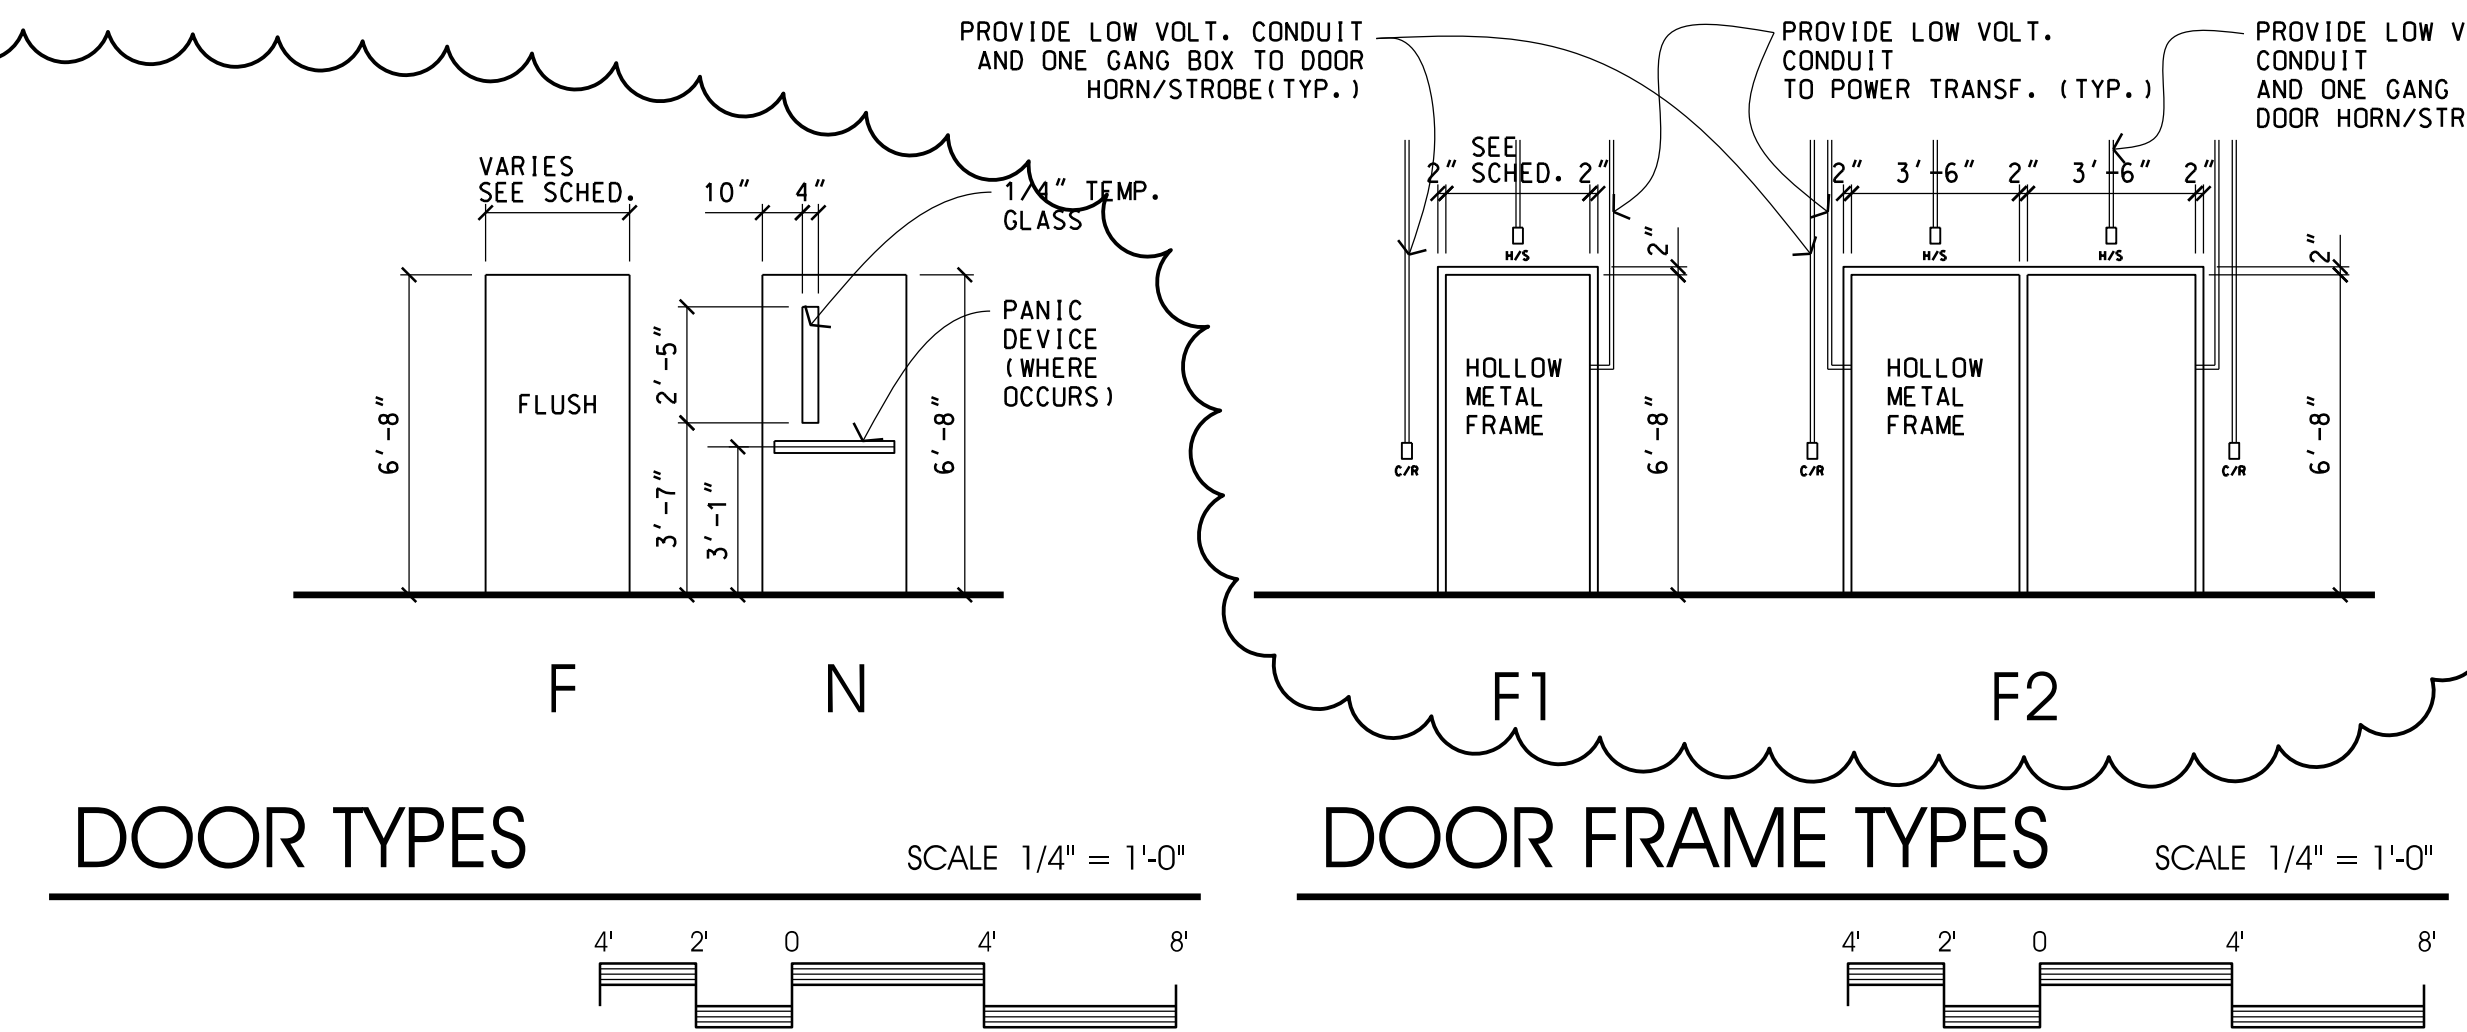 PROVIDE LOW VOLT. CONDUIT
AND ONE GANG BOX TO DOOR
HORN/STROBE(TYP.)
PROVIDE LOW VOLT.
CONDUIT
TO POWER TRANSF. (TYP.)
PROVIDE LOW V
CONDUIT
AND ONE GANG
DOOR HORN/STR
VARIES
SEE SCHED.
10" 4"
1/4" TEMP.
GLASS
PANIC
DEVICE
(WHERE
OCCURS)
6'-8"
FLUSH
2'-5"
3'-7"
3'-1"
6'-8"
SEE
2" SCHED. 2"
2" 3'-6" 2" 3'-6" 2"
2"
2"
H/S
H/S
H/S
HOLLOW
METAL
FRAME
HOLLOW
METAL
FRAME
6'-8"
6'-8"
C/R
C/R
C/R
F
N
F1
F2
DOOR TYPES
SCALE 1/4" = 1'-0"
DOOR FRAME TYPES
SCALE 1/4" = 1'-0"
4' 2' 0 4' 8'
4' 2' 0 4' 8'